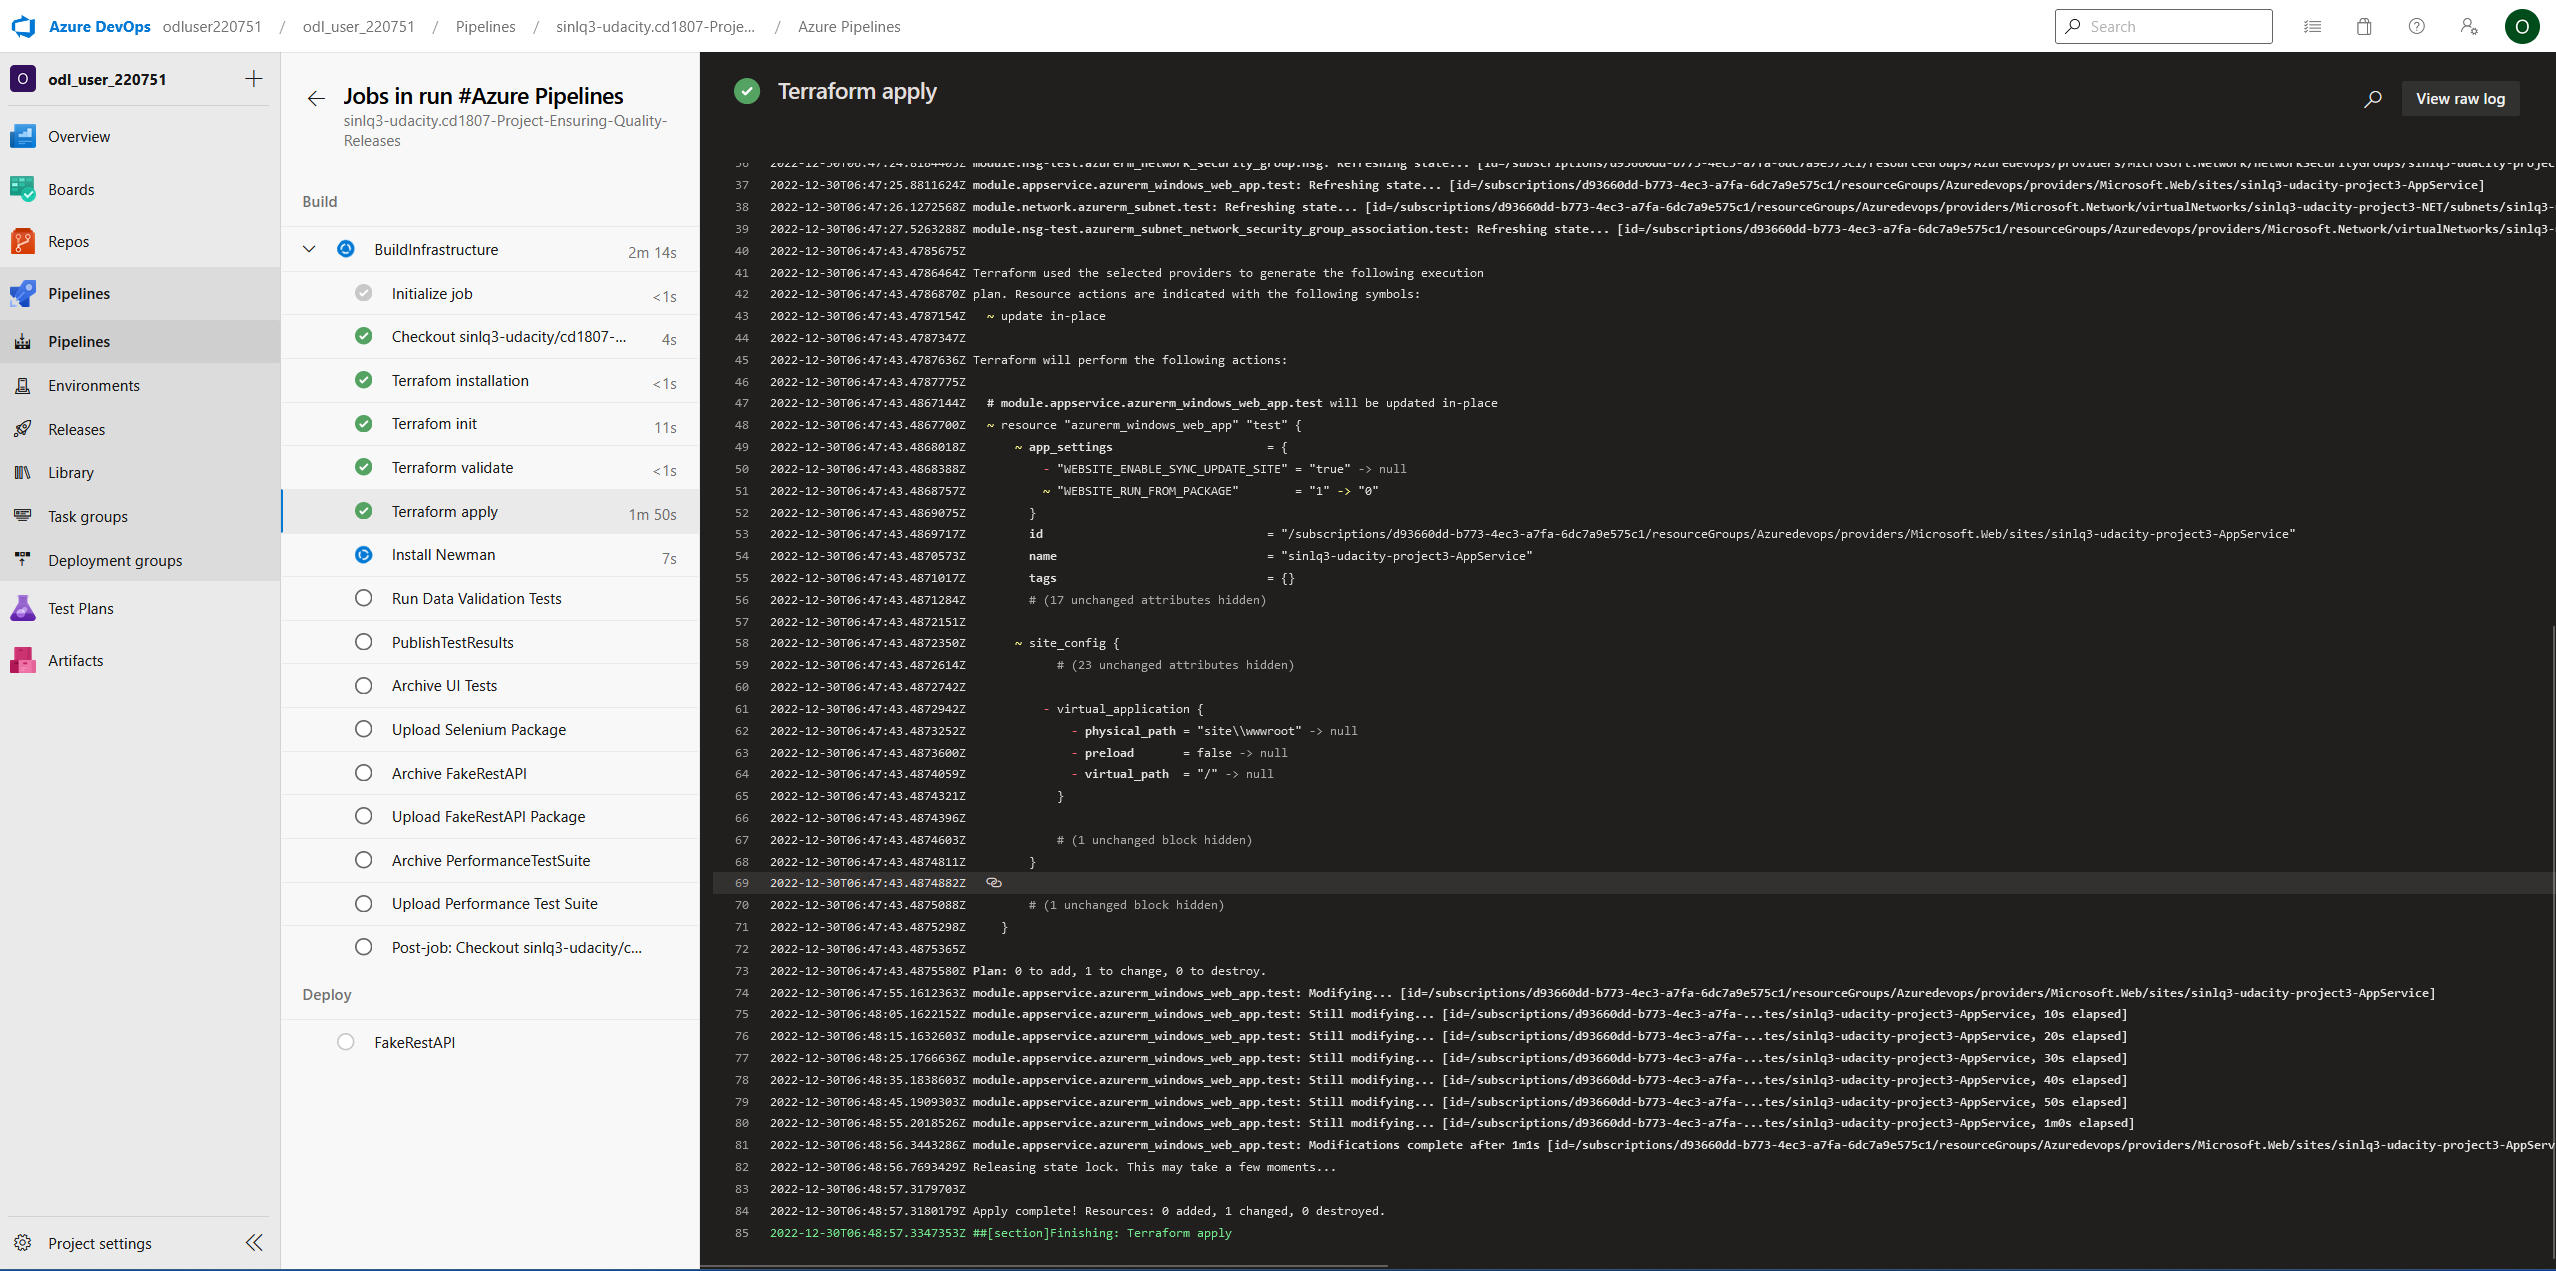 Azure DevOps odluser220751 / odl_user_220751 / Pipelines / sinlq3-udacity.cd1807-Proje... / Azure Pipelines
Search
O
O odl_user_220751
Overview
Boards
Repos
Pipelines
Pipelines
Environments
Releases
Library
Task groups
Deployment groups
Test Plans
Artifacts
Project settings
Jobs in run #Azure Pipelines
sinlq3-udacity.cd1807-Project-Ensuring-Quality-
Releases
Build
BuildInfrastructure 2m 14s
Initialize job <1s
Checkout sinlq3-udacity/cd1807-... 4s
Terrafom installation <1s
Terrafom init 11s
Terraform validate <1s
Terraform apply 1m 50s
Install Newman 7s
Run Data Validation Tests
PublishTestResults
Archive UI Tests
Upload Selenium Package
Archive FakeRestAPI
Upload FakeRestAPI Package
Archive PerformanceTestSuite
Upload Performance Test Suite
Post-job: Checkout sinlq3-udacity/c...
Deploy
FakeRestAPI
Terraform apply
View raw log
37 2022-12-30T06:47:25.8811624Z module.appservice.azurerm_windows_web_app.test: Refreshing state... [id=/subscriptions/d93660dd-b773-4ec3-a7fa-6dc7a9e575c1/resourceGroups/Azuredevops/providers/Microsoft.Web/sites/sinlq3-udacity-project3-AppService]
38 2022-12-30T06:47:26.1272568Z module.network.azurerm_subnet.test: Refreshing state... [id=/subscriptions/d93660dd-b773-4ec3-a7fa-6dc7a9e575c1/resourceGroups/Azuredevops/providers/Microsoft.Network/virtualNetworks/sinlq3-udacity-project3-NET/subnets/sinlq3-
39 2022-12-30T06:47:27.5263288Z module.nsg-test.azurerm_subnet_network_security_group_association.test: Refreshing state... [id=/subscriptions/d93660dd-b773-4ec3-a7fa-6dc7a9e575c1/resourceGroups/Azuredevops/providers/Microsoft.Network/virtualNetworks/sinlq3-
40 2022-12-30T06:47:43.4785675Z
41 2022-12-30T06:47:43.4786464Z Terraform used the selected providers to generate the following execution
42 2022-12-30T06:47:43.4786870Z plan. Resource actions are indicated with the following symbols:
43 2022-12-30T06:47:43.4787154Z ~ update in-place
44 2022-12-30T06:47:43.4787347Z
45 2022-12-30T06:47:43.4787636Z Terraform will perform the following actions:
46 2022-12-30T06:47:43.4787775Z
47 2022-12-30T06:47:43.4867144Z # module.appservice.azurerm_windows_web_app.test will be updated in-place
48 2022-12-30T06:47:43.4867700Z ~ resource "azurerm_windows_web_app" "test" {
49 2022-12-30T06:47:43.4868018Z ~ app_settings = {
50 2022-12-30T06:47:43.4868388Z - "WEBSITE_ENABLE_SYNC_UPDATE_SITE" = "true" -> null
51 2022-12-30T06:47:43.4868757Z ~ "WEBSITE_RUN_FROM_PACKAGE" = "1" -> "0"
52 2022-12-30T06:47:43.4869075Z }
53 2022-12-30T06:47:43.4869717Z id = "/subscriptions/d93660dd-b773-4ec3-a7fa-6dc7a9e575c1/resourceGroups/Azuredevops/providers/Microsoft.Web/sites/sinlq3-udacity-project3-AppService"
54 2022-12-30T06:47:43.4870573Z name = "sinlq3-udacity-project3-AppService"
55 2022-12-30T06:47:43.4871017Z tags = {}
56 2022-12-30T06:47:43.4871284Z # (17 unchanged attributes hidden)
57 2022-12-30T06:47:43.4872151Z
58 2022-12-30T06:47:43.4872350Z ~ site_config {
59 2022-12-30T06:47:43.4872614Z # (23 unchanged attributes hidden)
60 2022-12-30T06:47:43.4872742Z
61 2022-12-30T06:47:43.4872942Z - virtual_application {
62 2022-12-30T06:47:43.4873252Z - physical_path = "site\\wwwroot" -> null
63 2022-12-30T06:47:43.4873600Z - preload = false -> null
64 2022-12-30T06:47:43.4874059Z - virtual_path = "/" -> null
65 2022-12-30T06:47:43.4874321Z }
66 2022-12-30T06:47:43.4874396Z
67 2022-12-30T06:47:43.4874603Z # (1 unchanged block hidden)
68 2022-12-30T06:47:43.4874811Z }
69 2022-12-30T06:47:43.4874882Z
70 2022-12-30T06:47:43.4875088Z # (1 unchanged block hidden)
71 2022-12-30T06:47:43.4875298Z }
72 2022-12-30T06:47:43.4875365Z
73 2022-12-30T06:47:43.4875580Z Plan: 0 to add, 1 to change, 0 to destroy.
74 2022-12-30T06:47:55.1612363Z module.appservice.azurerm_windows_web_app.test: Modifying... [id=/subscriptions/d93660dd-b773-4ec3-a7fa-6dc7a9e575c1/resourceGroups/Azuredevops/providers/Microsoft.Web/sites/sinlq3-udacity-project3-AppService]
75 2022-12-30T06:48:05.1622152Z module.appservice.azurerm_windows_web_app.test: Still modifying... [id=/subscriptions/d93660dd-b773-4ec3-a7fa-...tes/sinlq3-udacity-project3-AppService, 10s elapsed]
76 2022-12-30T06:48:15.1632603Z module.appservice.azurerm_windows_web_app.test: Still modifying... [id=/subscriptions/d93660dd-b773-4ec3-a7fa-...tes/sinlq3-udacity-project3-AppService, 20s elapsed]
77 2022-12-30T06:48:25.1766636Z module.appservice.azurerm_windows_web_app.test: Still modifying... [id=/subscriptions/d93660dd-b773-4ec3-a7fa-...tes/sinlq3-udacity-project3-AppService, 30s elapsed]
78 2022-12-30T06:48:35.1838603Z module.appservice.azurerm_windows_web_app.test: Still modifying... [id=/subscriptions/d93660dd-b773-4ec3-a7fa-...tes/sinlq3-udacity-project3-AppService, 40s elapsed]
79 2022-12-30T06:48:45.1909303Z module.appservice.azurerm_windows_web_app.test: Still modifying... [id=/subscriptions/d93660dd-b773-4ec3-a7fa-...tes/sinlq3-udacity-project3-AppService, 50s elapsed]
80 2022-12-30T06:48:55.2018526Z module.appservice.azurerm_windows_web_app.test: Still modifying... [id=/subscriptions/d93660dd-b773-4ec3-a7fa-...tes/sinlq3-udacity-project3-AppService, 1m0s elapsed]
81 2022-12-30T06:48:56.3443286Z module.appservice.azurerm_windows_web_app.test: Modifications complete after 1m1s [id=/subscriptions/d93660dd-b773-4ec3-a7fa-6dc7a9e575c1/resourceGroups/Azuredevops/providers/Microsoft.Web/sites/sinlq3-udacity-project3-AppServ
82 2022-12-30T06:48:56.7693429Z Releasing state lock. This may take a few moments...
83 2022-12-30T06:48:57.3179703Z
84 2022-12-30T06:48:57.3180179Z Apply complete! Resources: 0 added, 1 changed, 0 destroyed.
85 2022-12-30T06:48:57.3347353Z ##[section]Finishing: Terraform apply